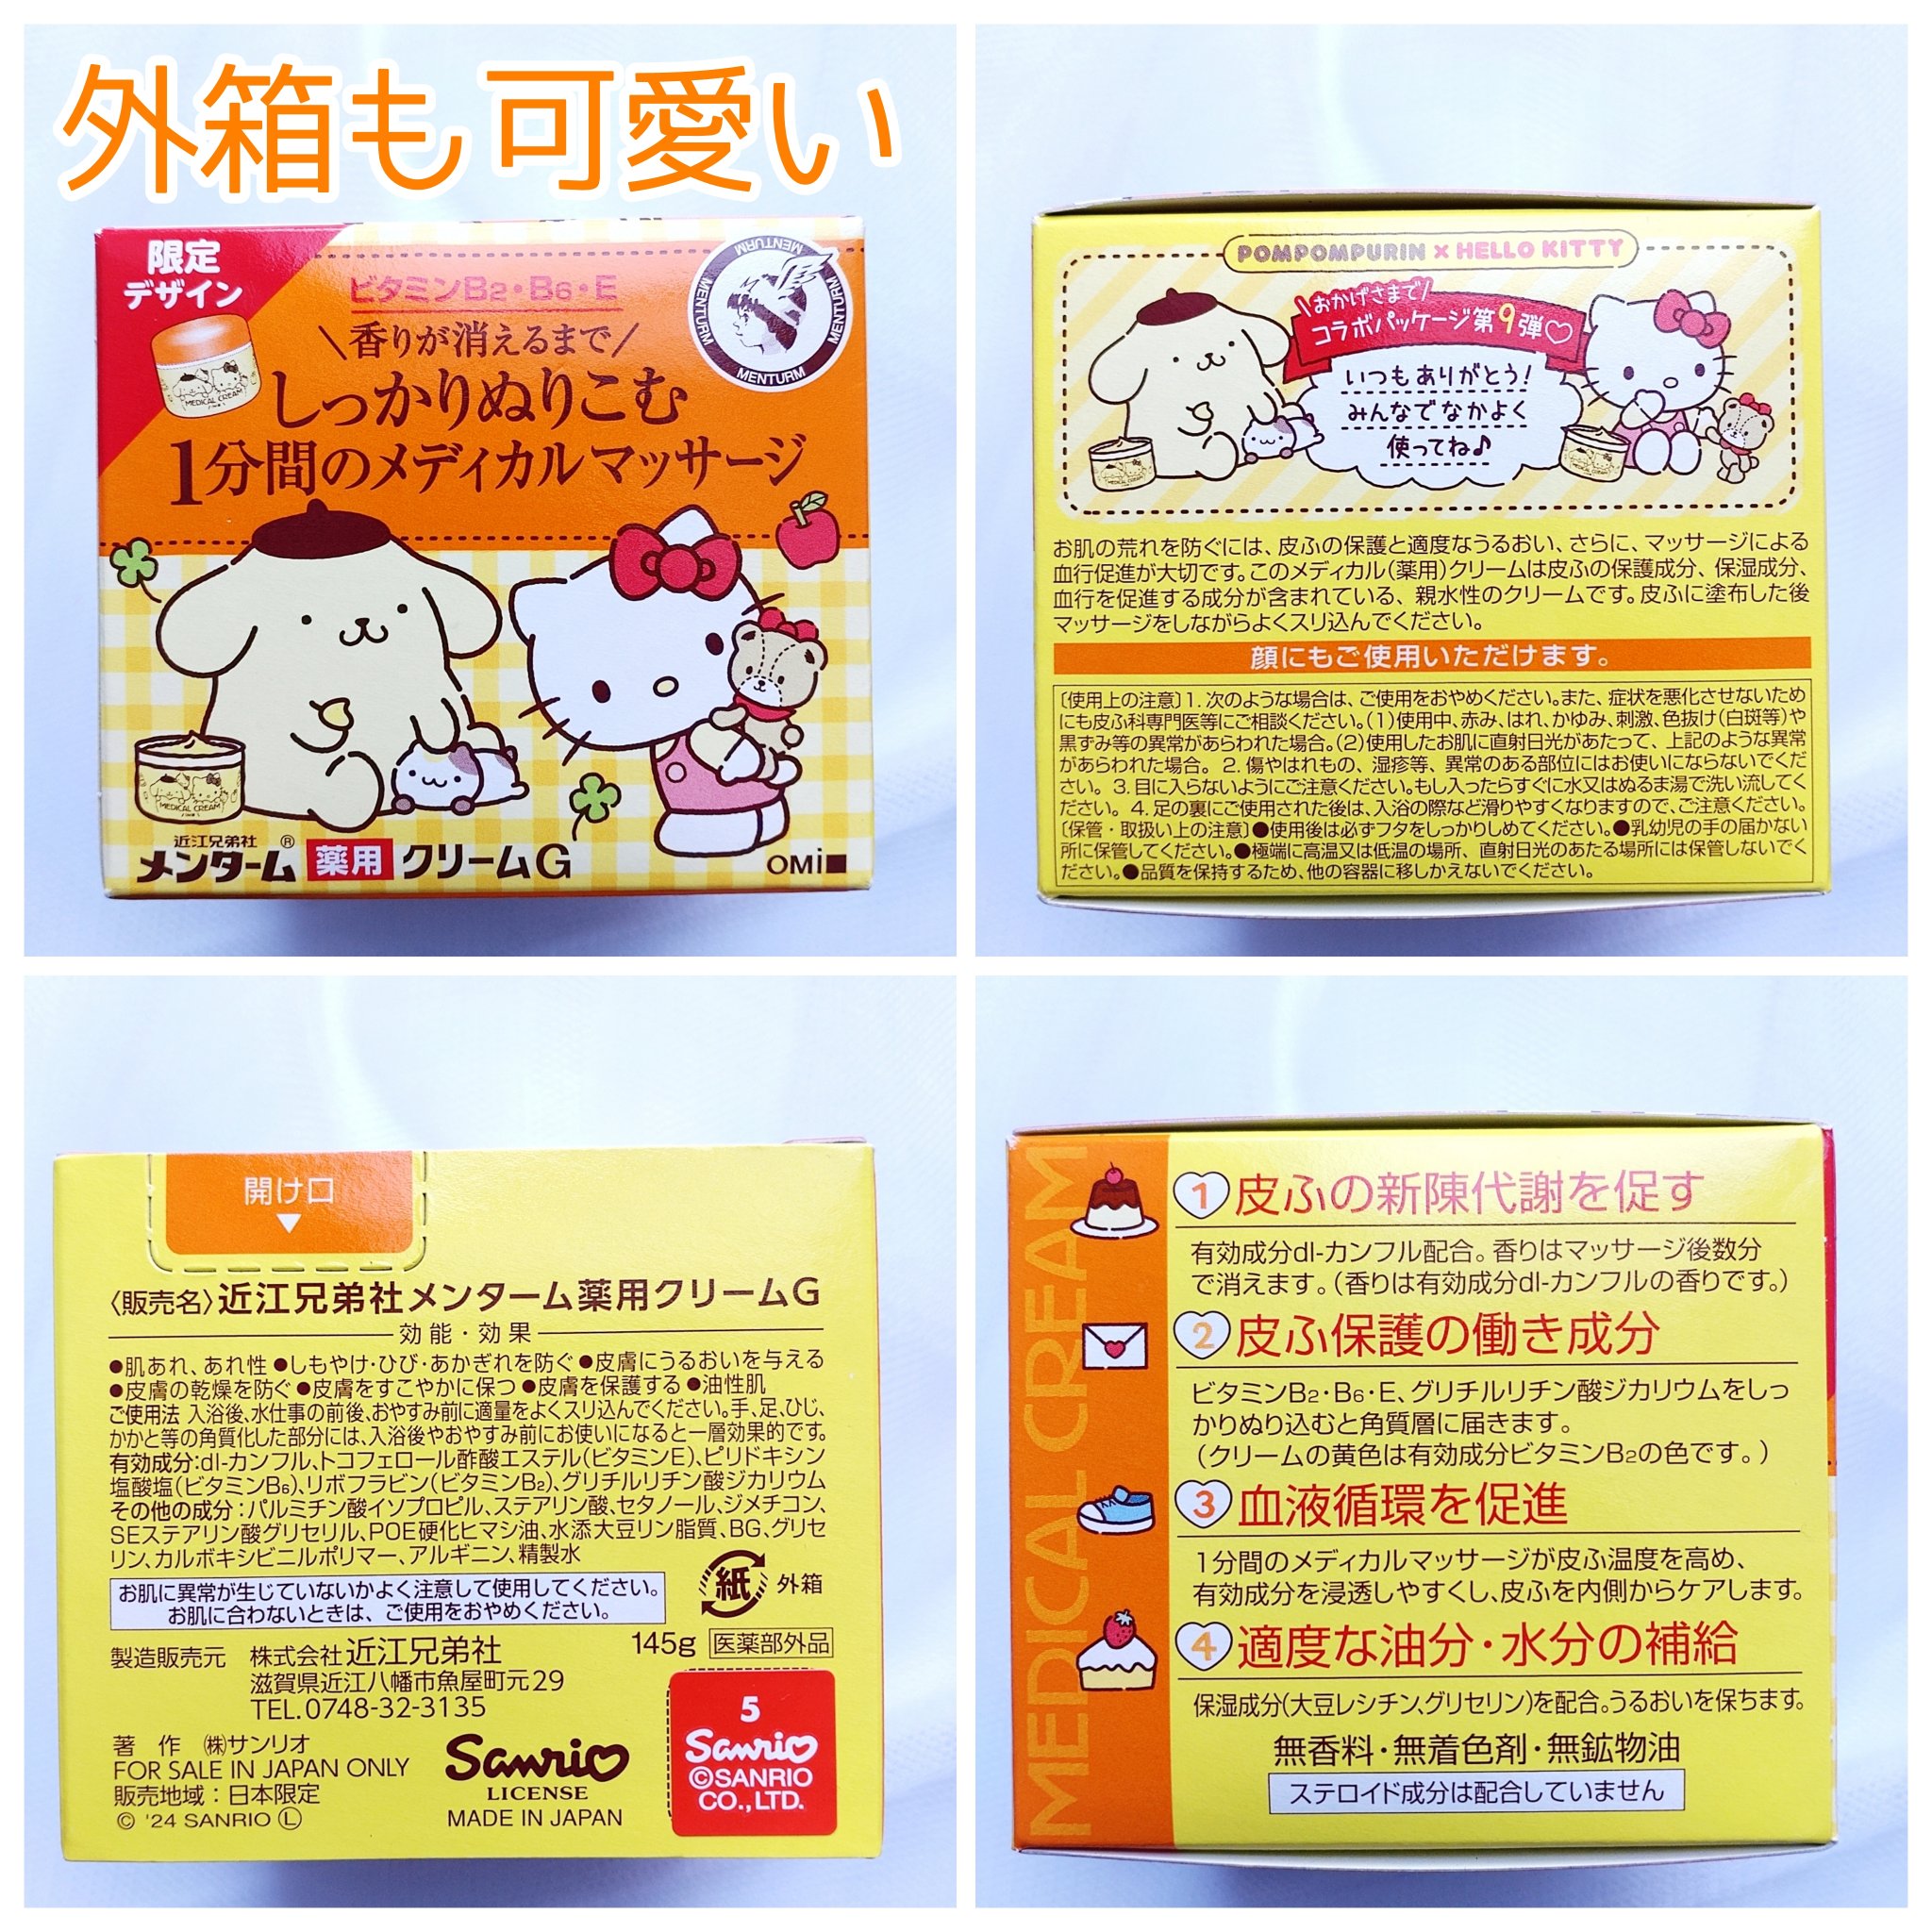 外箱も可愛い
限定
デザイン
ビタミンB2・B6・E
\香りが消えるまで/
しっかりぬりこむ
1分間のメディカルマッサージ
MENTURM
MENTURM
MENTURM
MENTURM
MEDICAL CREAM
MEDICAL CREAM
近江兄弟社
メンターム® 薬用 クリームG
OMi
POMPOMPURIN × HELLO KITTY
\おかげさまで/
コラボパッケージ第9弾♡
いつもありがとう!
みんなでなかよく
使ってね♪
お肌の荒れを防ぐには、皮ふの保護と適度なうるおい、さらに、マッサージによる
血行促進が大切です。このメディカル(薬用)クリームは皮ふの保護成分、保湿成分、
血行を促進する成分が含まれている、親水性のクリームです。皮ふに塗布した後
マッサージをしながらよくスリ込んでください。
顔にもご使用いただけます。
〔使用上の注意〕1. 次のような場合は、ご使用をおやめください。また、症状を悪化させないため
にも皮ふ科専門医等にご相談ください。(1)使用中、赤み、はれ、かゆみ、刺激、色抜け(白斑等)や
黒ずみ等の異常があらわれた場合。(2)使用したお肌に直射日光があたって、上記のような異常
があらわれた場合。 2. 傷やはれもの、湿疹等、異常のある部位にはお使いにならないでくだ
さい。 3. 目に入らないようにご注意ください。もし入ったらすぐに水又はぬるま湯で洗い流してく
ださい。 4. 足の裏にご使用された後は、入浴の際など滑りやすくなりますので、ご注意ください。
〔保管・取扱い上の注意〕●使用後は必ずフタをしっかりしめてください。●乳幼児の手の届かない
所に保管してください。●極端に高温又は低温の場所、直射日光のあたる場所には保管しないでく
ださい。●品質を保持するため、他の容器に移しかえないでください。
開け口
▼
〈販売名〉近江兄弟社メンターム薬用クリームG
効能・効果
●肌あれ、あれ性 ●しもやけ・ひび・あかぎれを防ぐ ●皮膚にうるおいを与える
●皮膚の乾燥を防ぐ ●皮膚をすこやかに保つ ●皮膚を保護する ●油性肌
ご使用法 入浴後、水仕事の前後、おやすみ前に適量をよくスリ込んでください。手、足、ひじ、
かかと等の角質化した部分には、入浴後やおやすみ前にお使いになると一層効果的です。
有効成分:dl-カンフル、トコフェロール酢酸エステル(ビタミンE)、ピリドキシン
塩酸塩(ビタミンB6)、リボフラビン(ビタミンB2)、グリチルリチン酸ジカリウム
その他の成分:パルミチン酸イソプロピル、ステアリン酸、セタノール、ジメチコン、
SEステアリン酸グリセリル、POE硬化ヒマシ油、水添大豆リン脂質、BG、グリセ
リン、カルボキシビニルポリマー、アルギニン、精製水
お肌に異常が生じていないかよく注意して使用してください。
お肌に合わないときは、ご使用をおやめください。
紙 外箱
145g 医薬部外品
製造販売元 株式会社近江兄弟社
滋賀県近江八幡市魚屋町元29
TEL.0748-32-3135
著 作 ㈱サンリオ
FOR SALE IN JAPAN ONLY
販売地域:日本限定
© '24 SANRIO Ⓛ
Sanrio
LICENSE
MADE IN JAPAN
5
Sanrio
©SANRIO
CO., LTD.
MEDICAL CREAM
1 皮ふの新陳代謝を促す
有効成分dl-カンフル配合。香りはマッサージ後数分
で消えます。(香りは有効成分dl-カンフルの香りです。)
2 皮ふ保護の働き成分
ビタミンB2・B6・E、グリチルリチン酸ジカリウムをしっ
かりぬり込むと角質層に届きます。
(クリームの黄色は有効成分ビタミンB2の色です。)
3 血液循環を促進
1分間のメディカルマッサージが皮ふ温度を高め、
有効成分を浸透しやすくし、皮ふを内側からケアします。
4 適度な油分・水分の補給
保湿成分(大豆レシチン、グリセリン)を配合。うるおいを保ちます。
無香料・無着色剤・無鉱物油
ステロイド成分は配合していません